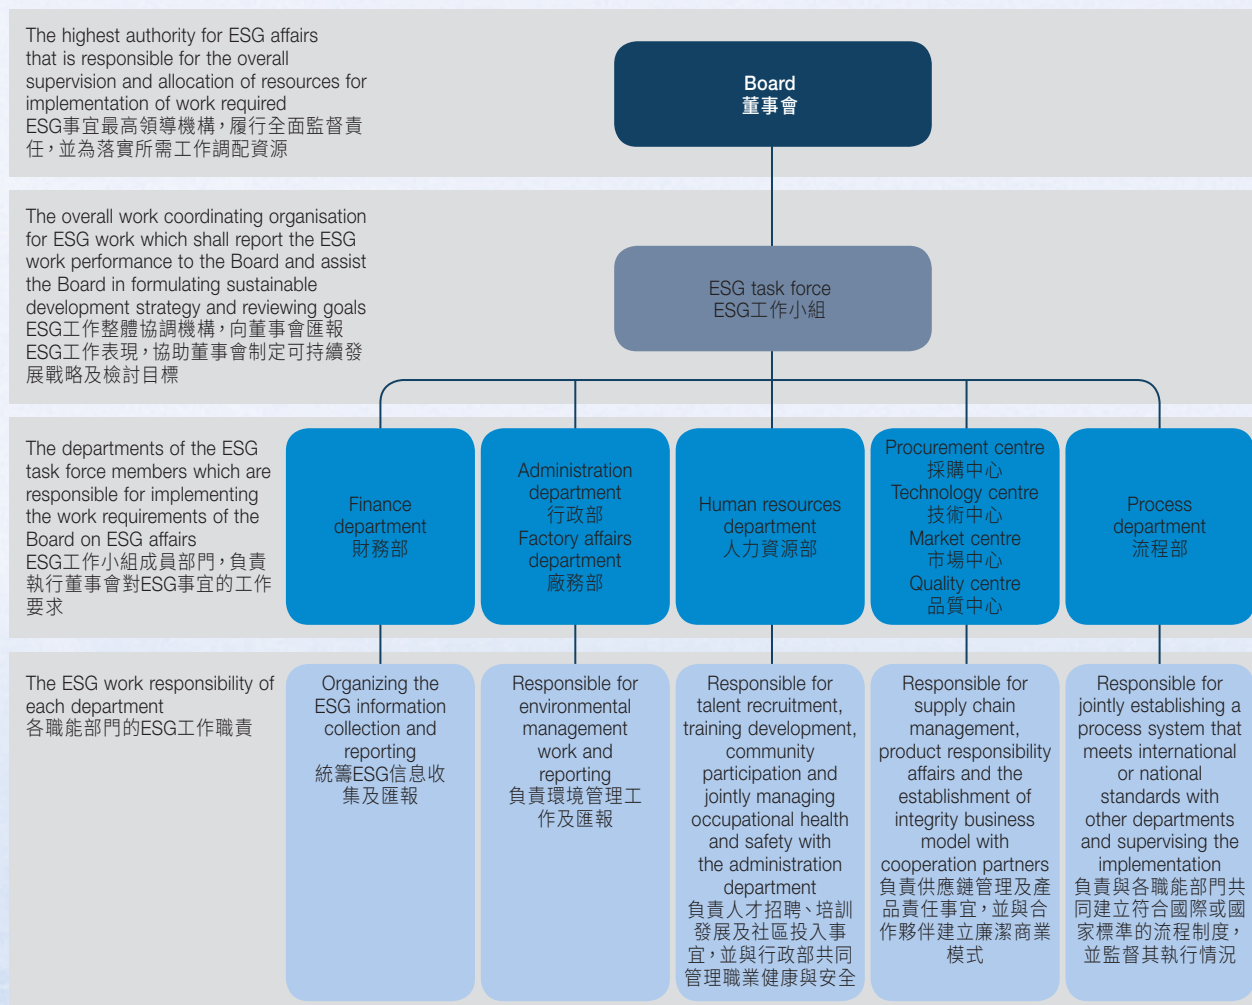 The highest authority for ESG affairs
that is responsible for the overall
supervision and allocation of resources for
implementation of work required
ESG事宜最高領導機構，履行全面監督責
任，並為落實所需工作調配資源
Board
董事會
The overall work coordinating organisation
for ESG work which shall report the ESG
work performance to the Board and assist
the Board in formulating sustainable
development strategy and reviewing goals
ESG工作整體協調機構，向董事會匯報
ESG工作表現，協助董事會制定可持續發
展戰略及檢討目標
ESG task force
ESG工作小組
The departments of the ESG
task force members which are
responsible for implementing
the work requirements of the
Board on ESG affairs
ESG工作小組成員部門，負責
執行董事會對ESG事宜的工作
要求
Finance
department
財務部
Administration
department
行政部
Factory affairs
department
廠務部
Human resources
department
人力資源部
Procurement centre
採購中心
Technology centre
技術中心
Market centre
市場中心
Quality centre
品質中心
Process
department
流程部
The ESG work responsibility of
each department
各職能部門的ESG工作職責
Organizing the
ESG information
collection and
reporting
統籌ESG信息收
集及匯報
Responsible for
environmental
management
work and
reporting
負責環境管理工
作及匯報
Responsible for
talent recruitment,
training development,
community
participation and
jointly managing
occupational health
and safety with
the administration
department
負責人才招聘、培訓
發展及社區投入事
宜，並與行政部共同
管理職業健康與安全
Responsible for
supply chain
management,
product responsibility
affairs and the
establishment of
integrity business
model with
cooperation partners
負責供應鏈管理及產
品責任事宜，並與合
作夥伴建立廉潔商業
模式
Responsible for
jointly establishing a
process system that
meets international
or national
standards with
other departments
and supervising the
implementation
負責與各職能部門共
同建立符合國際或國
家標準的流程制度，
並監督其執行情況